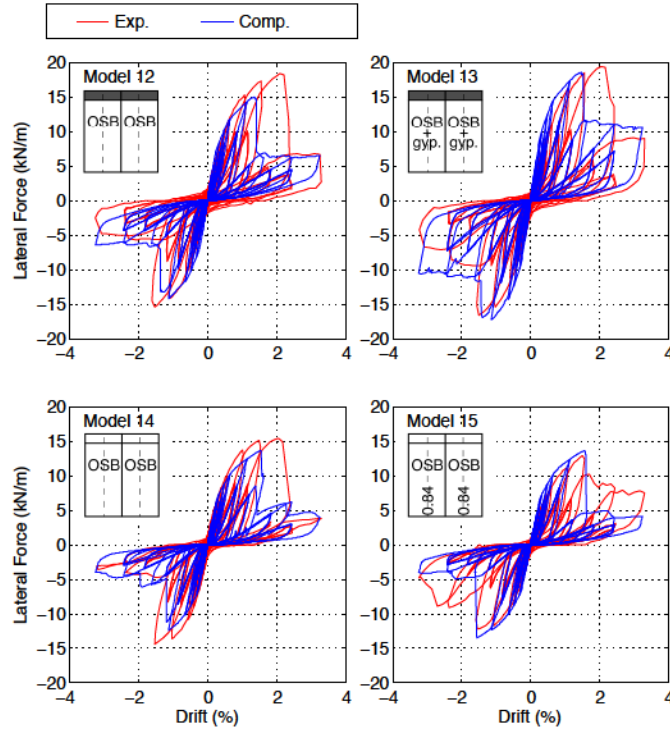 Exp. Comp.
Model 12
OSB OSB
Model 13
OSB OSB
+ +
gyp. gyp.
Lateral Force (kN/m)
20
15
10
5
0
−5
−10
−15
−20
−4 −2 0 2 4
20
15
10
5
0
−5
−10
−15
−20
−4 −2 0 2 4
Model 14
OSB OSB
Model 15
OSB OSB
0.84 0.84
Lateral Force (kN/m)
20
15
10
5
0
−5
−10
−15
−20
−4 −2 0 2 4
Drift (%)
20
15
10
5
0
−5
−10
−15
−20
−4 −2 0 2 4
Drift (%)